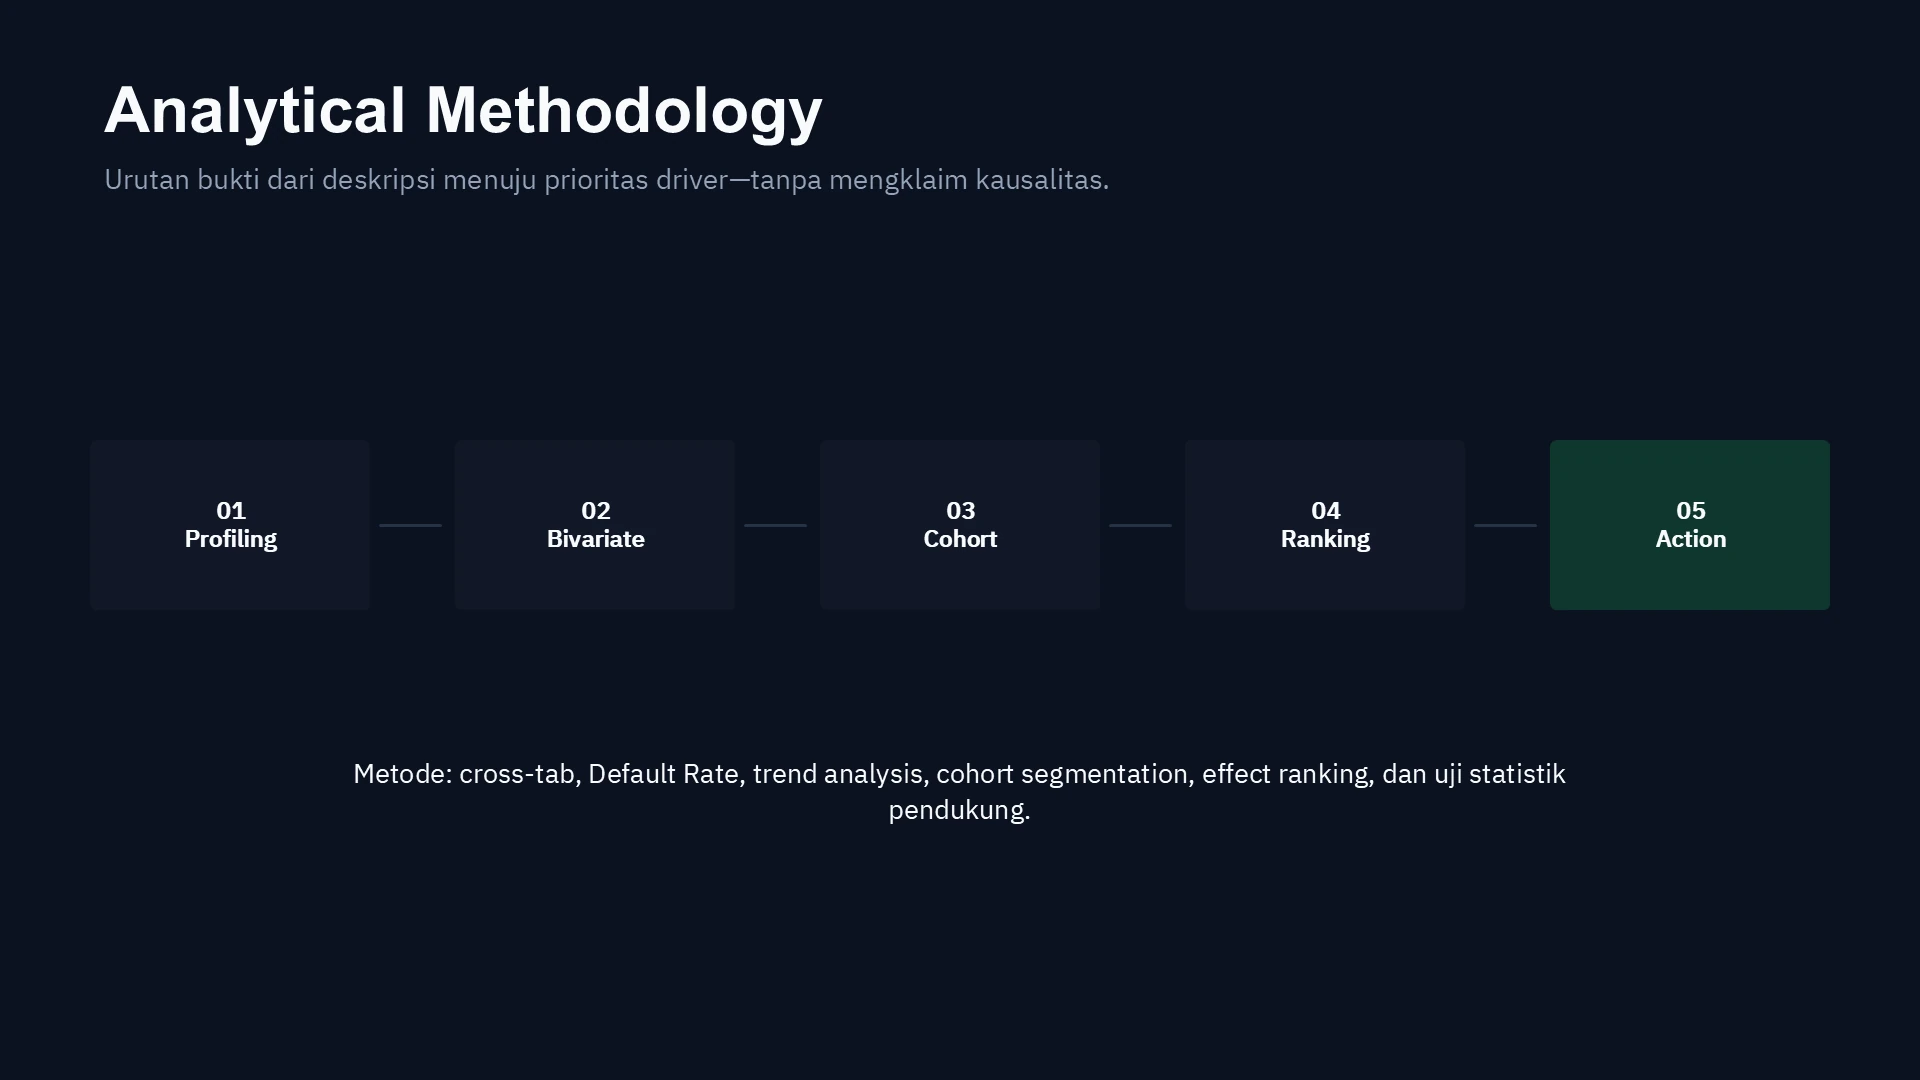 Analytical Methodology
Urutan bukti dari deskripsi menuju prioritas driver—tanpa mengklaim kausalitas.
01
Profiling
02
Bivariate
03
Cohort
04
Ranking
05
Action
Metode: cross-tab, Default Rate, trend analysis, cohort segmentation, effect ranking, dan uji statistik
pendukung.